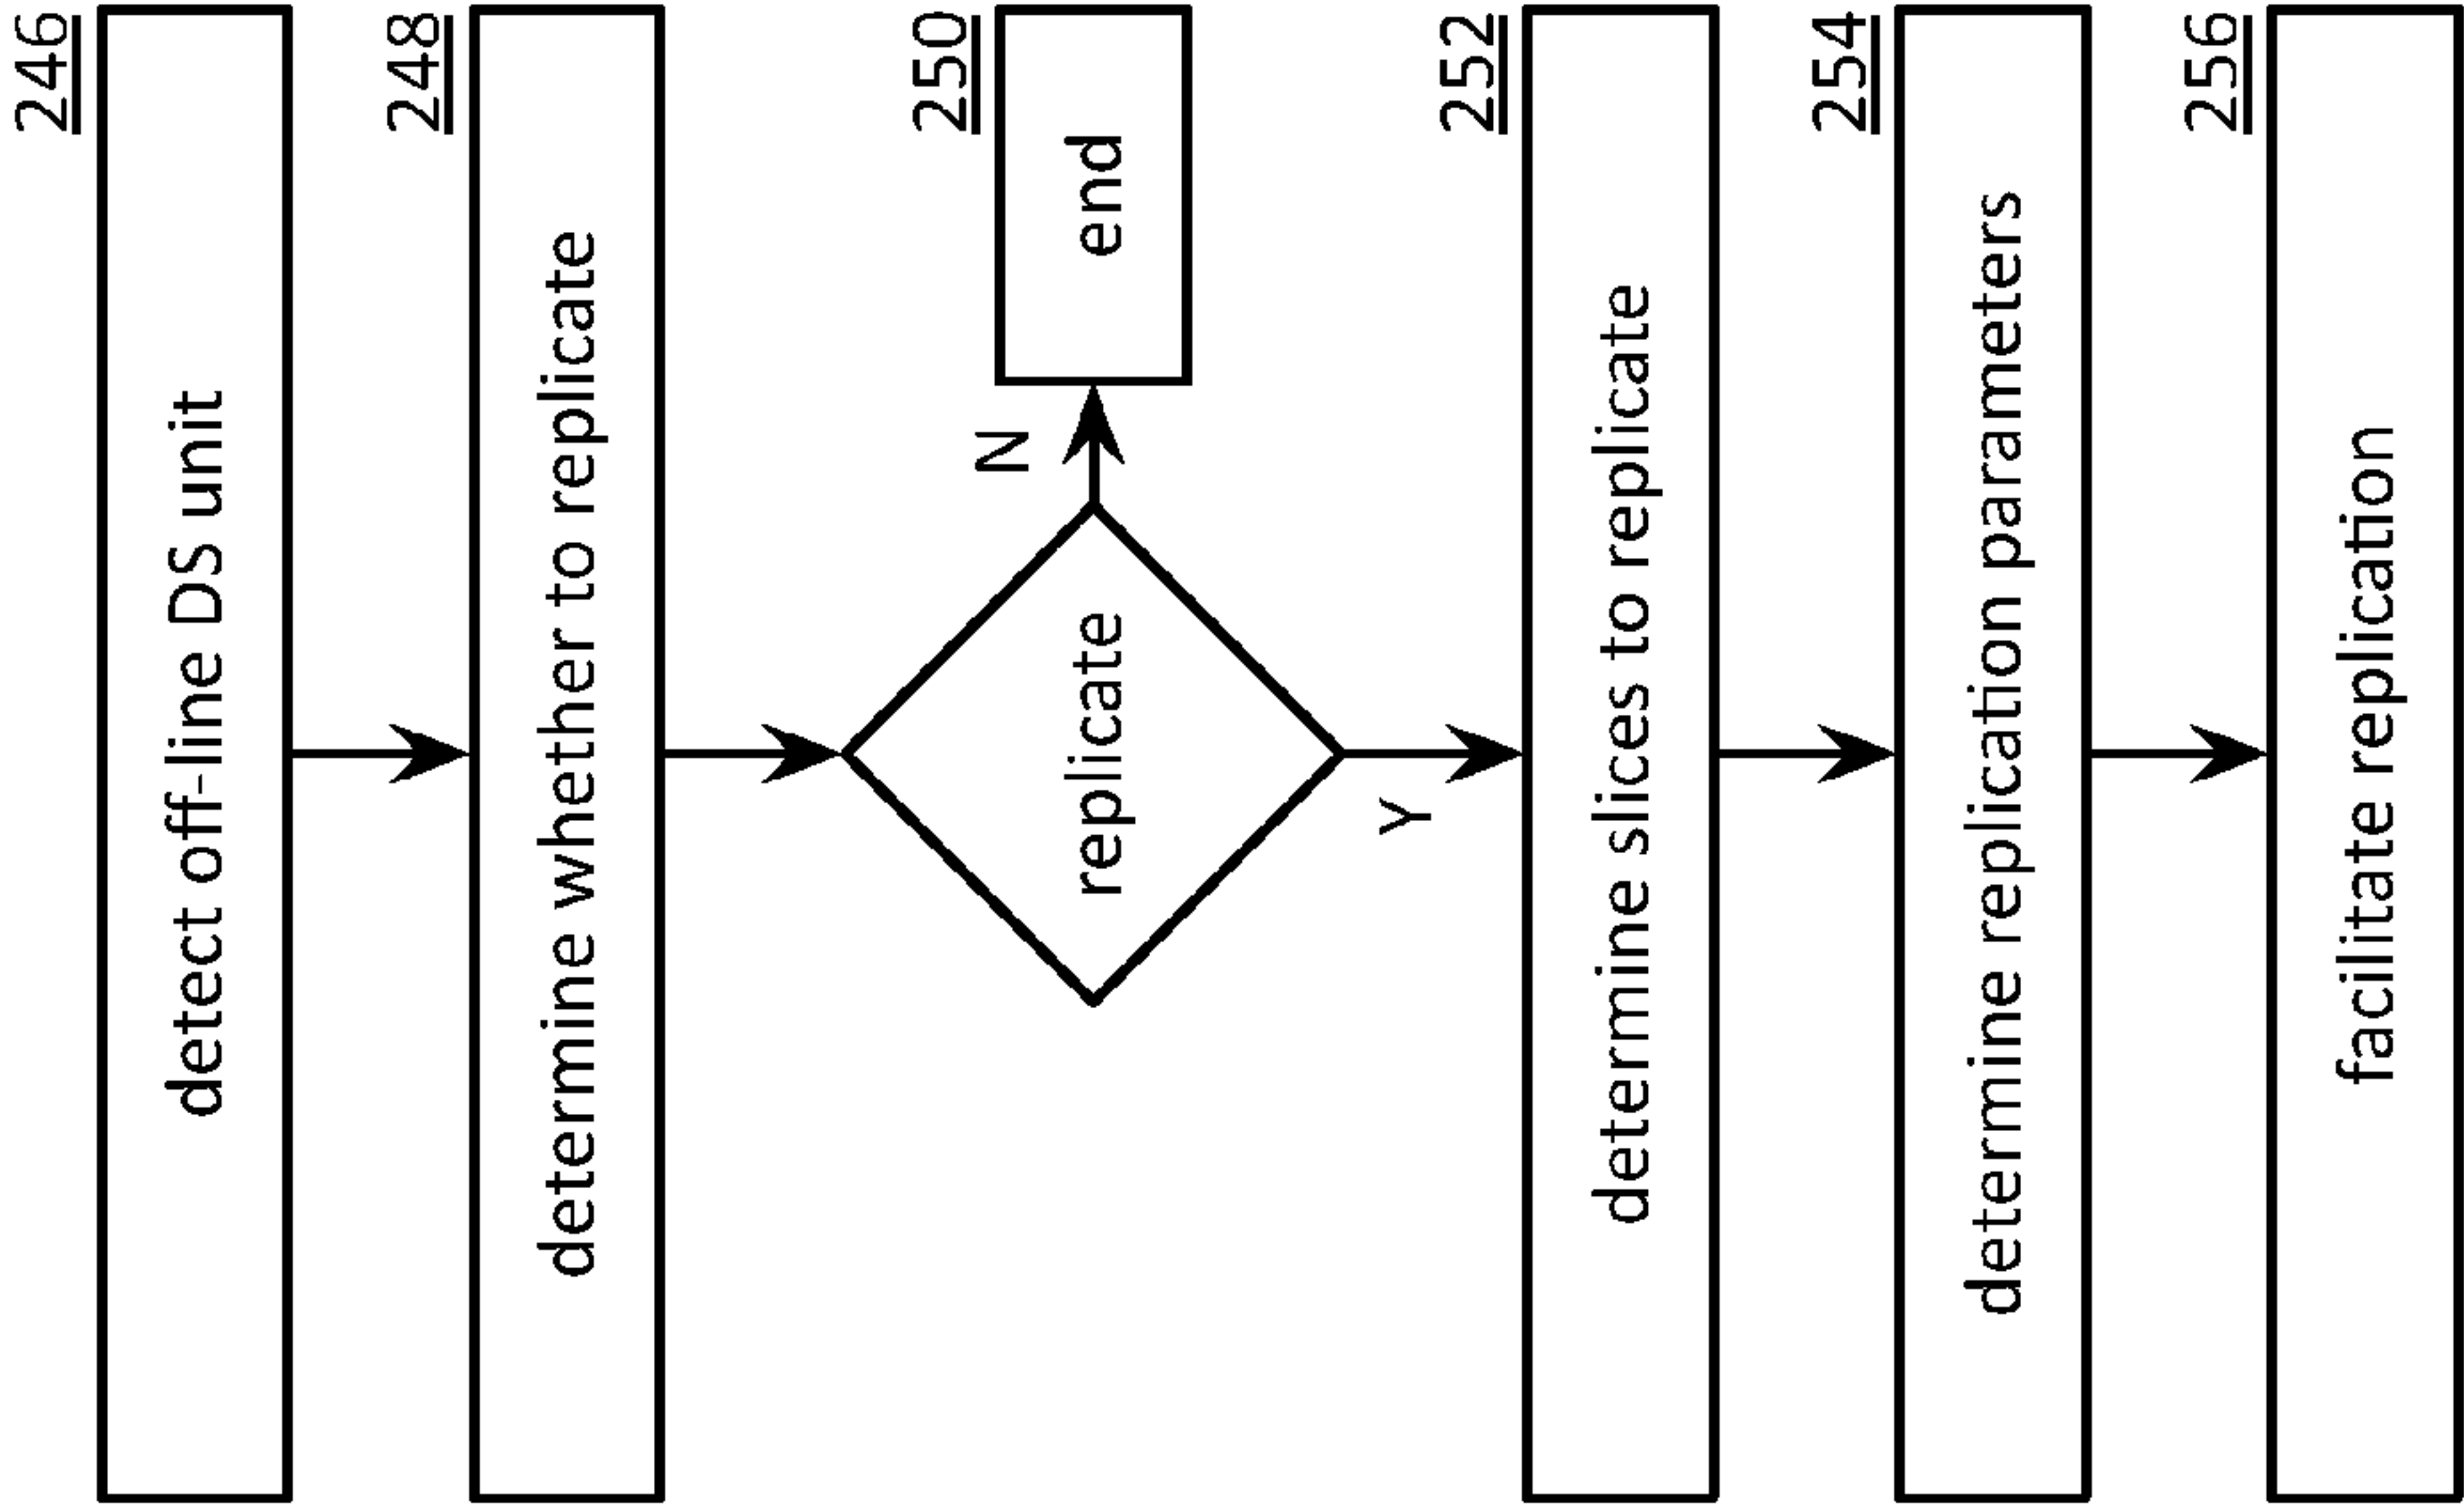 246
detect off-line DS unit
248
determine whether to replicate
250
replicate
N
end
Y
252
determine slices to replicate
254
determine replication parameters
256
facilitate replication